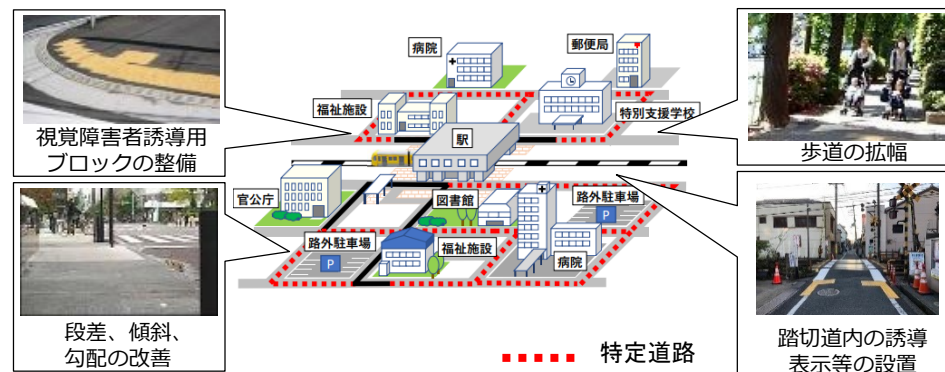 視覚障害者誘導用
ブロックの整備
段差、傾斜、
勾配の改善
病院
郵便局
福祉施設
特別支援学校
駅
官公庁
図書館
路外駐車場
P
路外駐車場
P
福祉施設
病院
特定道路
歩道の拡幅
踏切道内の誘導
表示等の設置